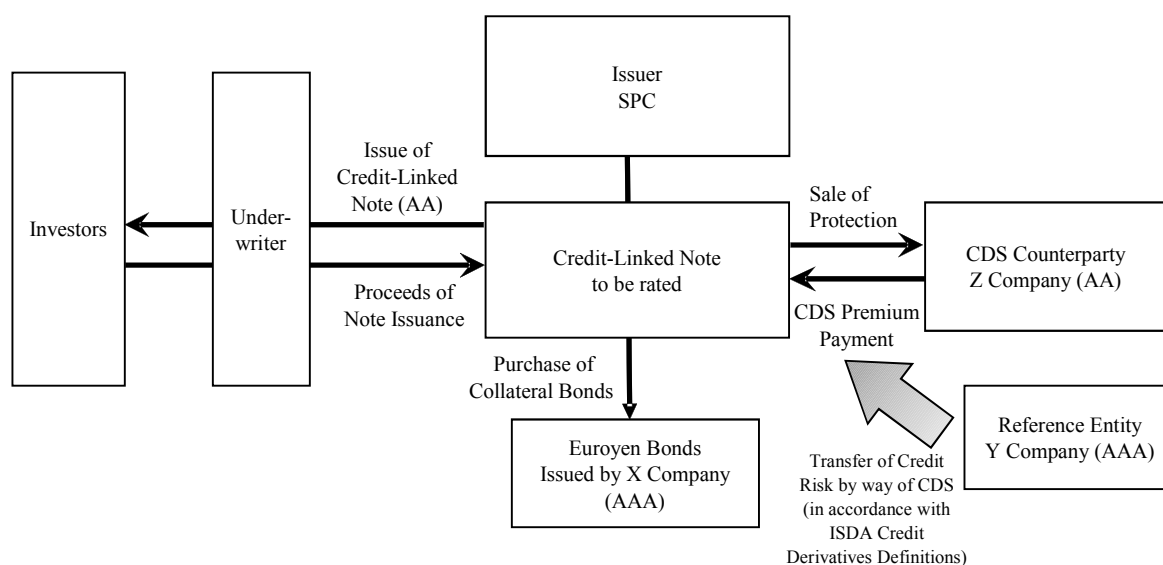 Issuer
SPC
Issue of
Credit-Linked
Note (AA)
Sale of
Protection
Investors
Under-
writer
Credit-Linked Note
to be rated
CDS Counterparty
Z Company (AA)
Proceeds of
Note Issuance
CDS Premium
Payment
Purchase of
Collateral Bonds
Euroyen Bonds
Issued by X Company
(AAA)
Reference Entity
Y Company (AAA)
Transfer of Credit
Risk by way of CDS
(in accordance with
ISDA Credit
Derivatives Definitions)